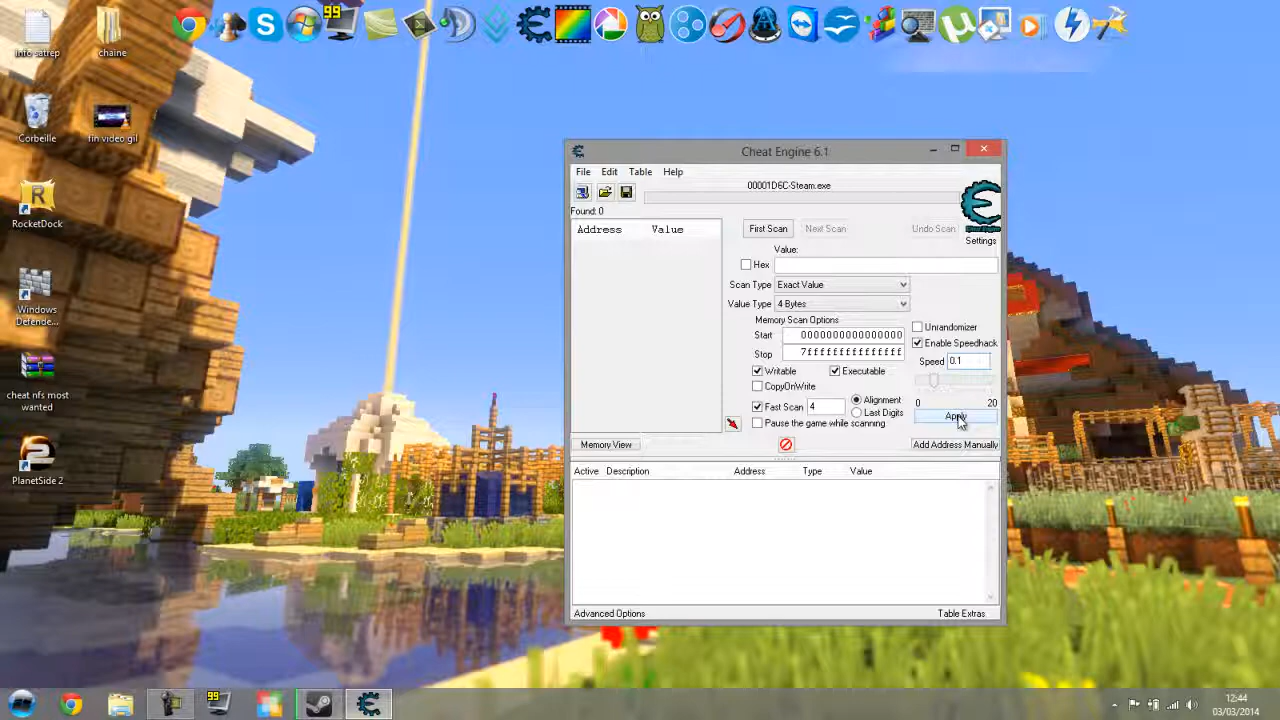 99
info satrep
chaine
Corbeille
fin video gil
RocketDock
Windows
Defende...
cheat nfs most
wanted
PlanetSide 2
Cheat Engine 6.1
File Edit Table Help
00001D6C-Steam.exe
Found: 0
Address Value
First Scan Next Scan Undo Scan
Settings
Value:
Hex
Scan Type Exact Value
Value Type 4 Bytes
Memory Scan Options
Start 0000000000000000
Stop 7fffffffffffffff
Unrandomizer
Enable Speedhack
Speed 0.1
Writable Executable
CopyOnWrite
0 20
Fast Scan 4 Alignment
Last Digits
Apply
Pause the game while scanning
Memory View Add Address Manually
Active Description Address Type Value
Advanced Options Table Extras
99
12:44
03/03/2014